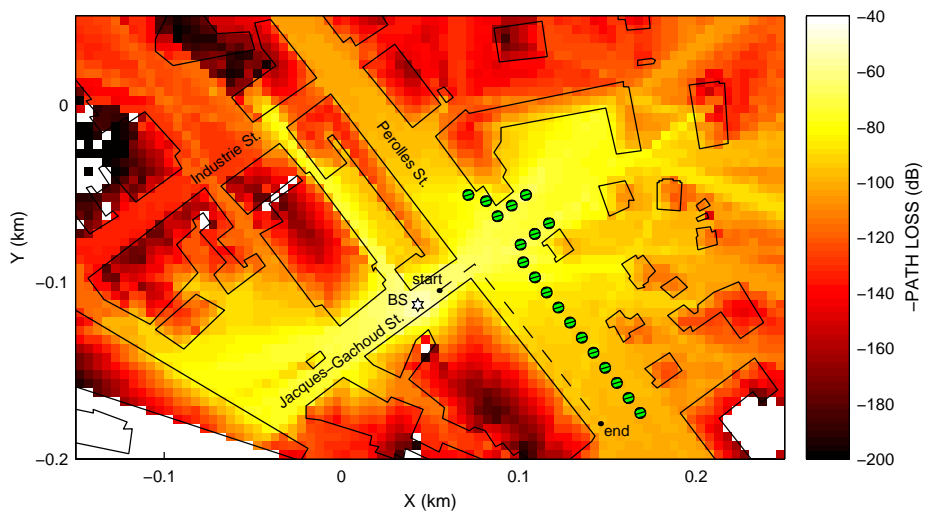 0
−0.1
−0.2
Y (km)
−0.1
0
0.1
0.2
X (km)
Industrie St.
Perolles St.
start
BS
Jacques−Gachoud St.
end
−40
−60
−80
−100
−120
−140
−160
−180
−200
−PATH LOSS (dB)